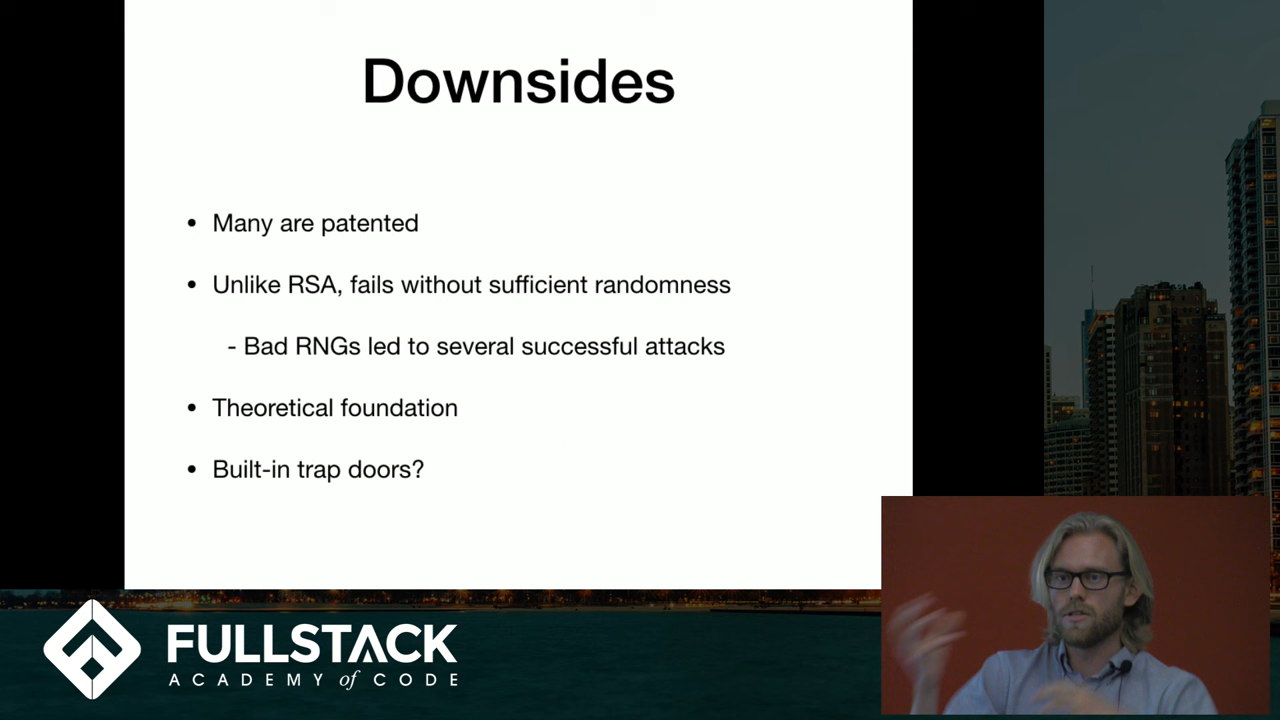 Downsides
• Many are patented
• Unlike RSA, fails without sufficient randomness
- Bad RNGs led to several successful attacks
• Theoretical foundation
• Built-in trap doors?
FULLSTACK
ACADEMY of CODE